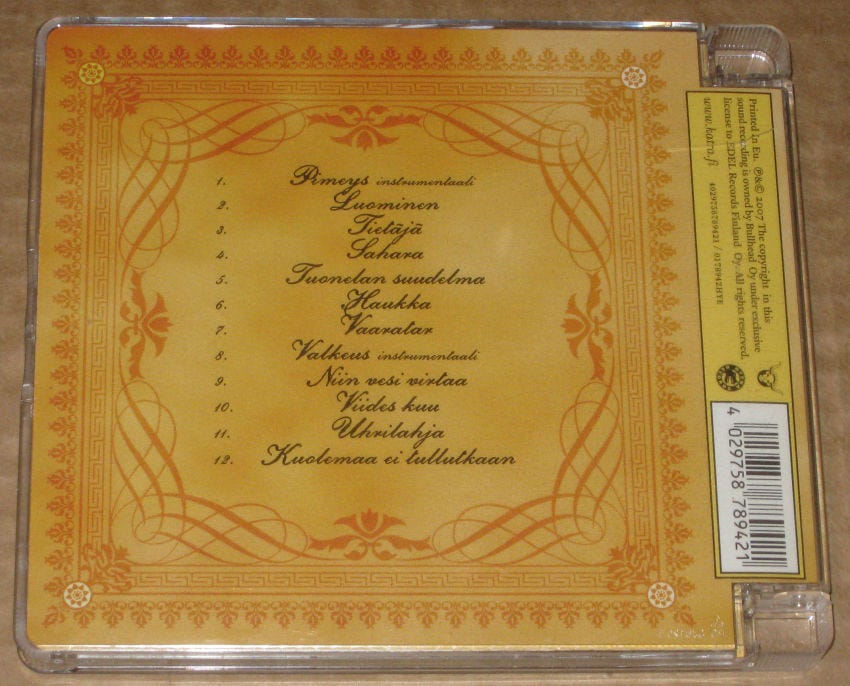 1. Pimeys instrumentaali
2. Luominen
3. Tietäjä
4. Sahara
5. Tuonelan suudelma
6. Haukka
7. Vaaratar
8. Valkeus instrumentaali
9. Niin vesi virtaa
10. Viides kuu
11. Uhrilahja
12. Kuolemaa ei tullutkaan
Printed In Eu. ℗&© 2007 The copyright in this
sound recording is owned by Bullhead Oy under exclusive
license to EDEL Records Finland Oy. All rights reserved.
www.katra.fi 4029758789421 / 0178942HYE
4 029758 789421